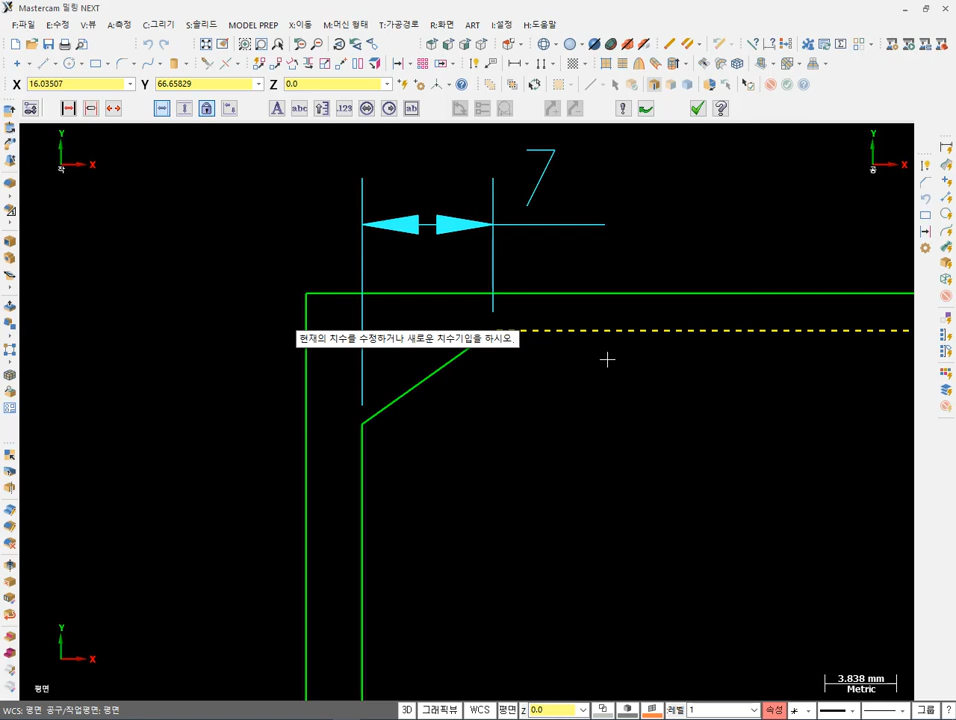 Mastercam 밀링 NEXT
F:파일 E:수정 V:뷰 A:측정 C:그리기 S:솔리드 MODEL PREP X:이동 M:머신 형태 T:가공경로 R:화면 ART I:설정 H:도움말
X 16.03507 Y 66.65829 Z 0.0
A abc .123 ab
Y
X
Y
X
7
현재의 치수를 수정하거나 새로운 치수기입을 하시오.
Y
X
평면
3.838 mm
Metric
WCS: 평면 공구/작업평면: 평면 3D 그래픽뷰 WCS 평면 Z 0.0 레벨 1 속성 그룹